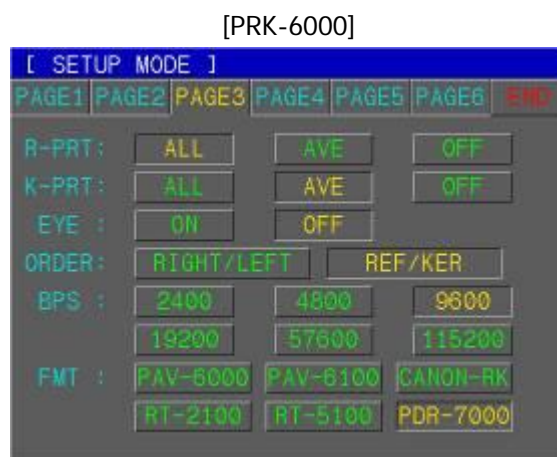 [PRK-6000]
[ SETUP MODE ]
PAGE1 PAGE2 PAGE3 PAGE4 PAGE5 PAGE6 END
R-PRT: ALL AVE OFF
K-PRT: ALL AVE OFF
EYE : ON OFF
ORDER: RIGHT/LEFT REF/KER
BPS : 2400 4800 9600
19200 57600 115200
FMT : PAV-6000 PAV-6100 CANON-RK
RT-2100 RT-5100 PDR-7000